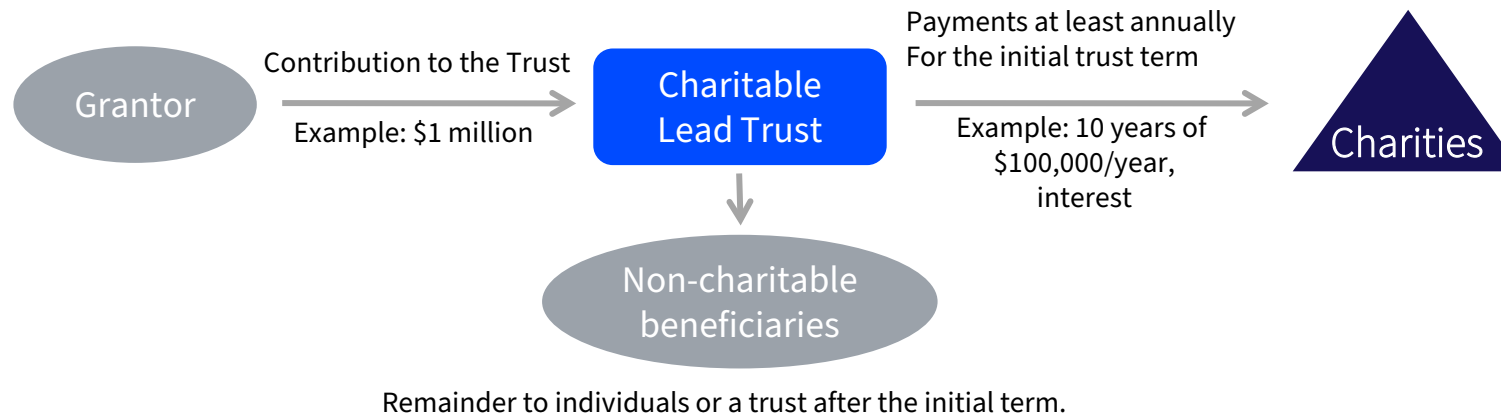 Grantor
Contribution to the Trust
Example: $1 million
Charitable
Lead Trust
Payments at least annually
For the initial trust term
Example: 10 years of
$100,000/year,
interest
Charities
Non-charitable
beneficiaries
Remainder to individuals or a trust after the initial term.